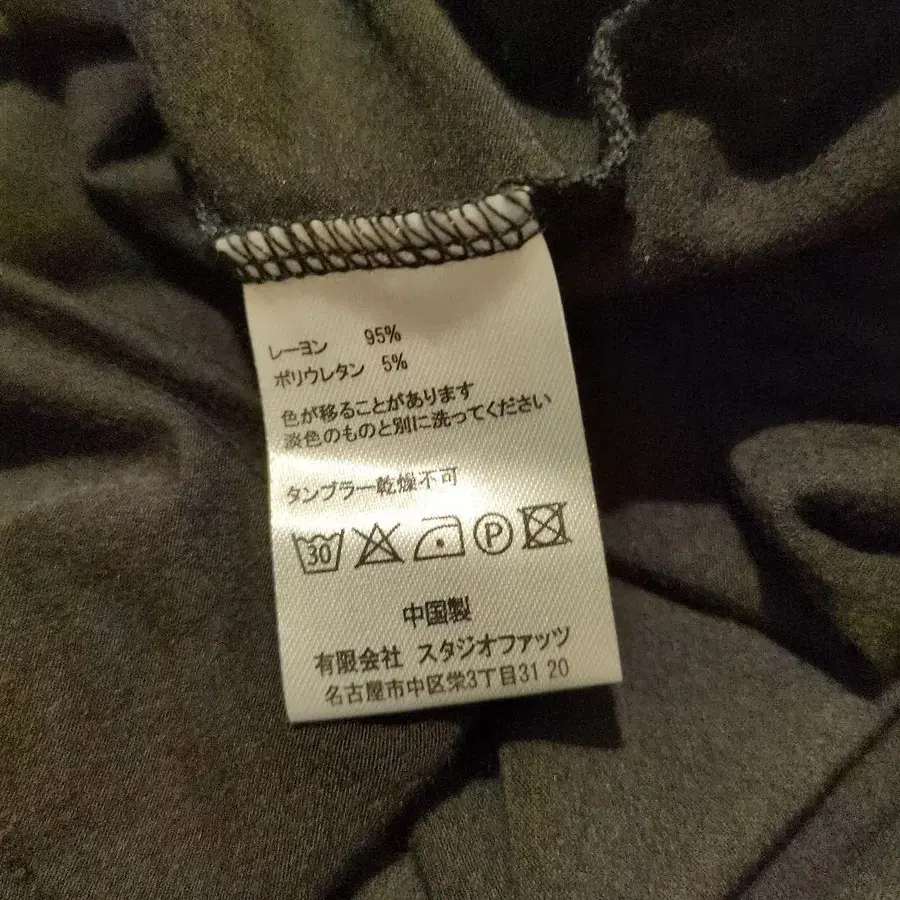 レーヨン 95%
ポリウレタン 5%
色が移ることがあります
淡色のものと別に洗ってください
タンブラー乾燥不可
30 P
中国製
有限会社 スタジオファッツ
名古屋市中区栄3丁目31 20